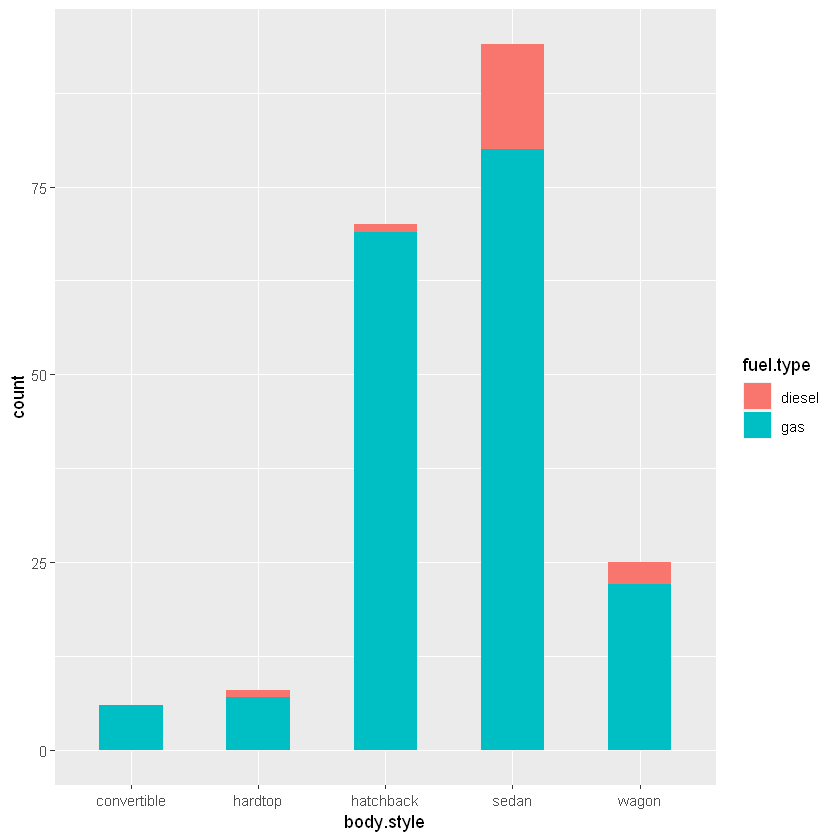 count
75
50
25
0
convertible
hardtop
hatchback
sedan
wagon
body.style
fuel.type
diesel
gas